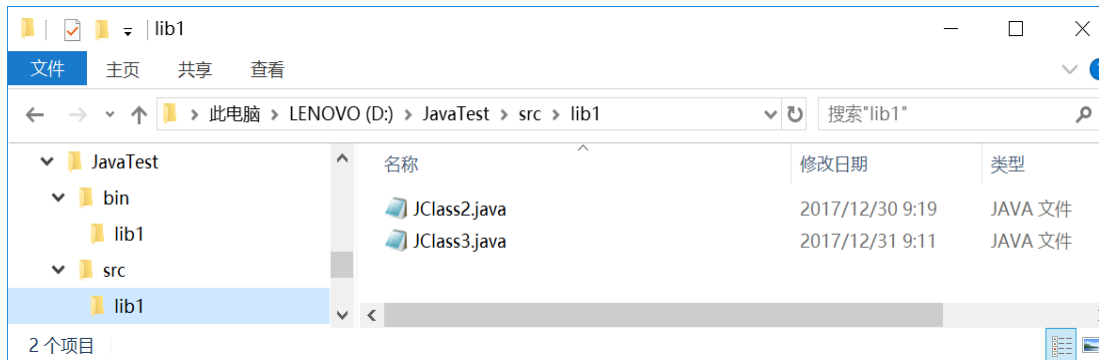 lib1
文件 主页 共享 查看
此电脑 LENOVO (D:) JavaTest src lib1 搜索"lib1"
JavaTest 名称 修改日期 类型
bin JClass2.java 2017/12/30 9:19 JAVA 文件
lib1 JClass3.java 2017/12/31 9:11 JAVA 文件
src
lib1
2 个项目